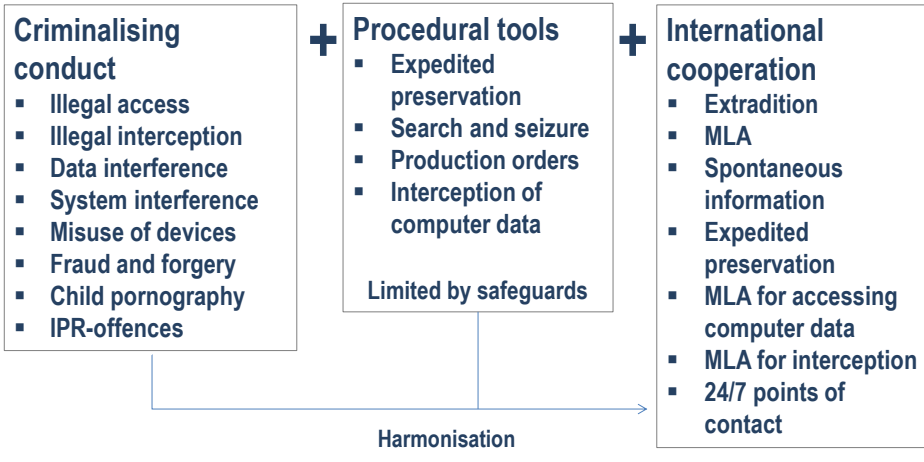 Criminalising
conduct
▪ Illegal access
▪ Illegal interception
▪ Data interference
▪ System interference
▪ Misuse of devices
▪ Fraud and forgery
▪ Child pornography
▪ IPR-offences
+
Procedural tools
▪ Expedited
preservation
▪ Search and seizure
▪ Production orders
▪ Interception of
computer data
Limited by safeguards
+
International
cooperation
▪ Extradition
▪ MLA
▪ Spontaneous
information
▪ Expedited
preservation
▪ MLA for accessing
computer data
▪ MLA for interception
▪ 24/7 points of
contact
Harmonisation